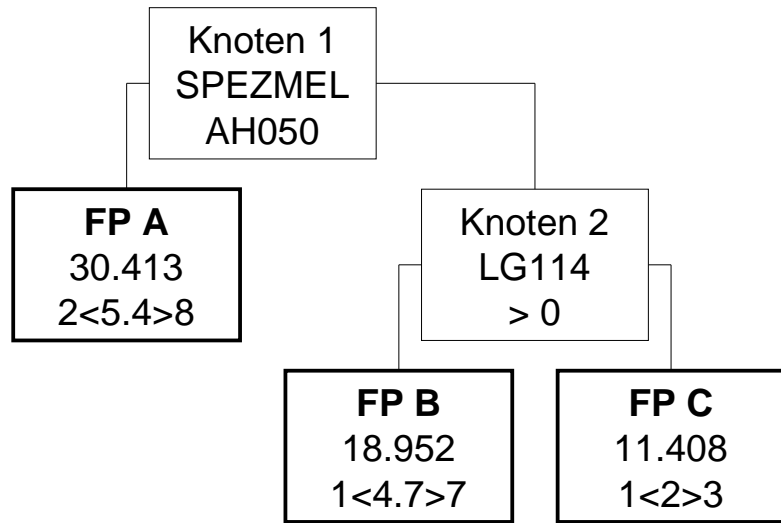 Knoten 1
SPEZMEL
AH050
FP A
30.413
2<5.4>8
Knoten 2
LG114
> 0
FP B
18.952
1<4.7>7
FP C
11.408
1<2>3